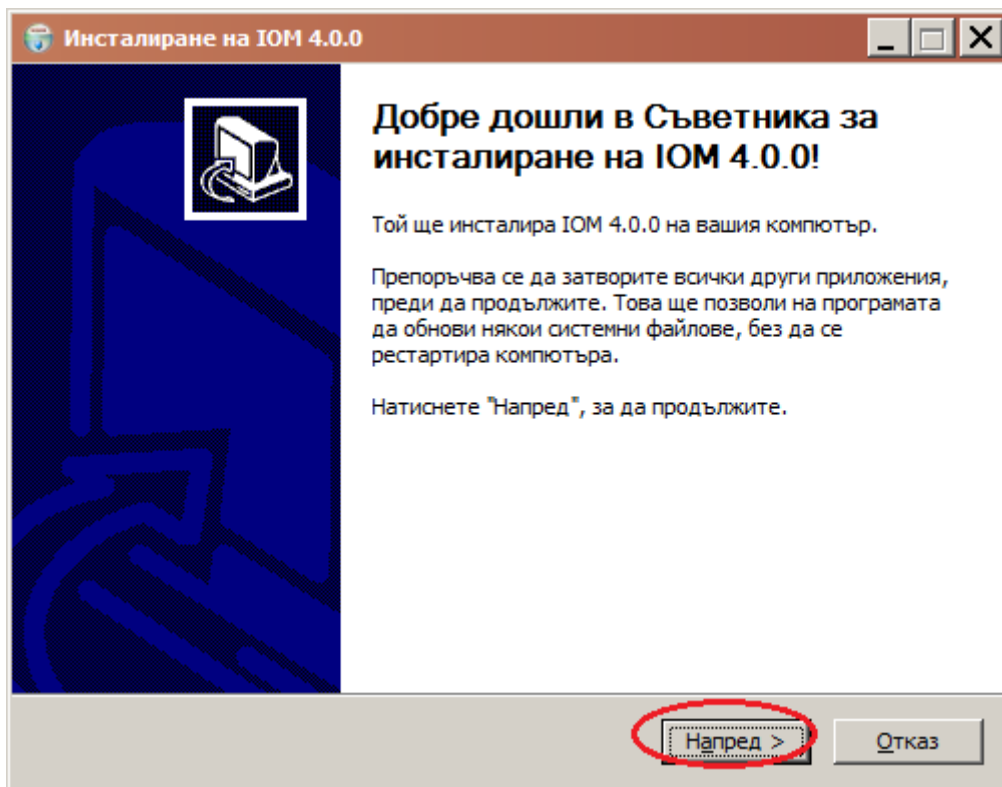 Инсталиране на IOM 4.0.0
Добре дошли в Съветника за
инсталиране на IOM 4.0.0!
Той ще инсталира IOM 4.0.0 на вашия компютър.
Препоръчва се да затворите всички други приложения,
преди да продължите. Това ще позволи на програмата
да обнови някои системни файлове, без да се
рестартира компютъра.
Натиснете "Напред", за да продължите.
Напред >
Отказ